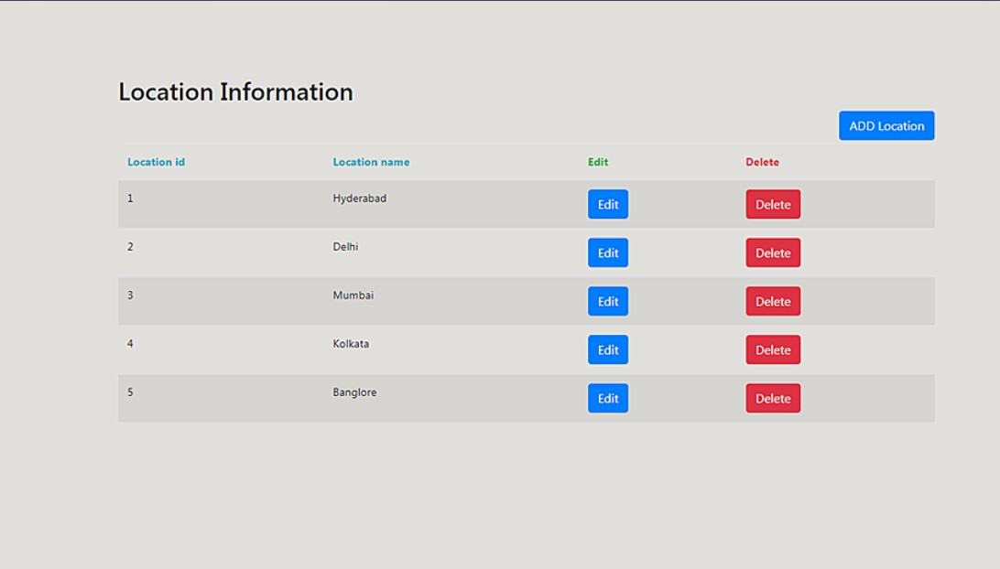 Location Information
ADD Location
Location id Location name Edit Delete
1 Hyderabad Edit Delete
2 Delhi Edit Delete
3 Mumbai Edit Delete
4 Kolkata Edit Delete
5 Banglore Edit Delete